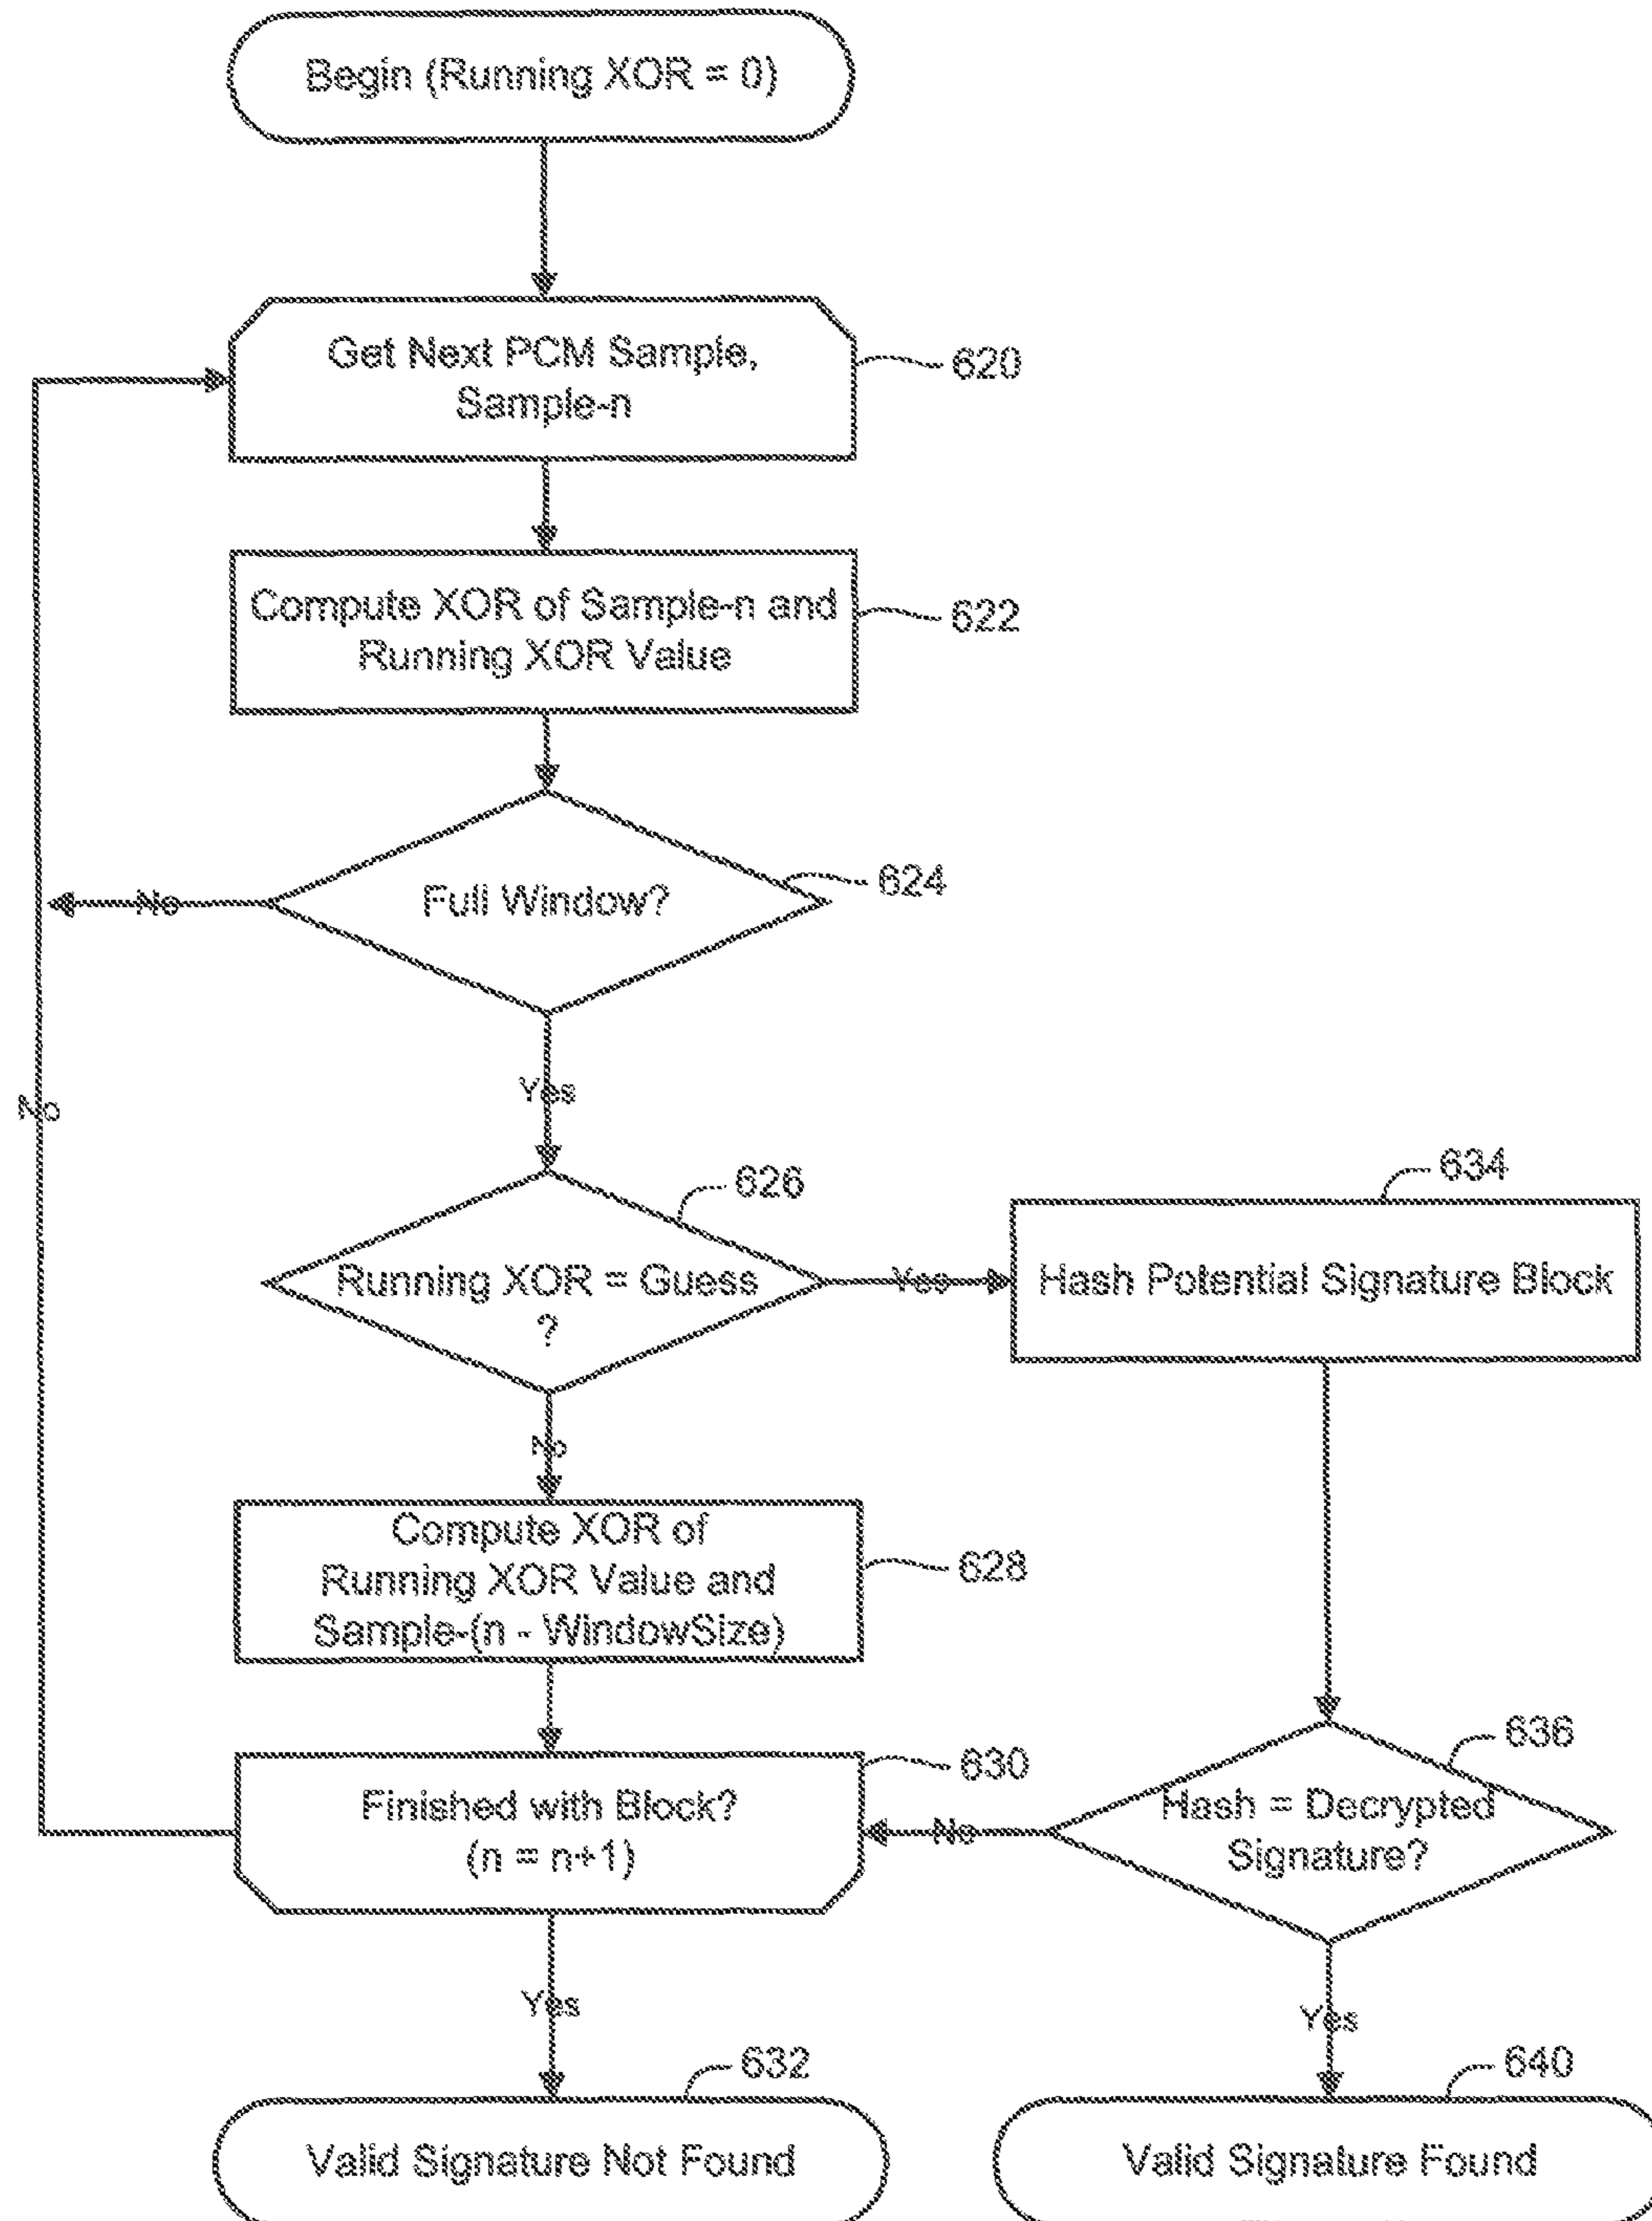 Begin (Running XOR = 0)
Get Next PCM Sample,
Sample-n
620
Compute XOR of Sample-n and
Running XOR Value
622
Full Window?
624
No
Yes
No
626
Running XOR = Guess
?
Yes
634
Hash Potential Signature Block
No
Compute XOR of
Running XOR Value and
Sample-(n - WindowSize)
628
Finished with Block?
(n = n+1)
630
No
636
Hash = Decrypted
Signature?
Yes
Yes
632
640
Valid Signature Not Found
Valid Signature Found